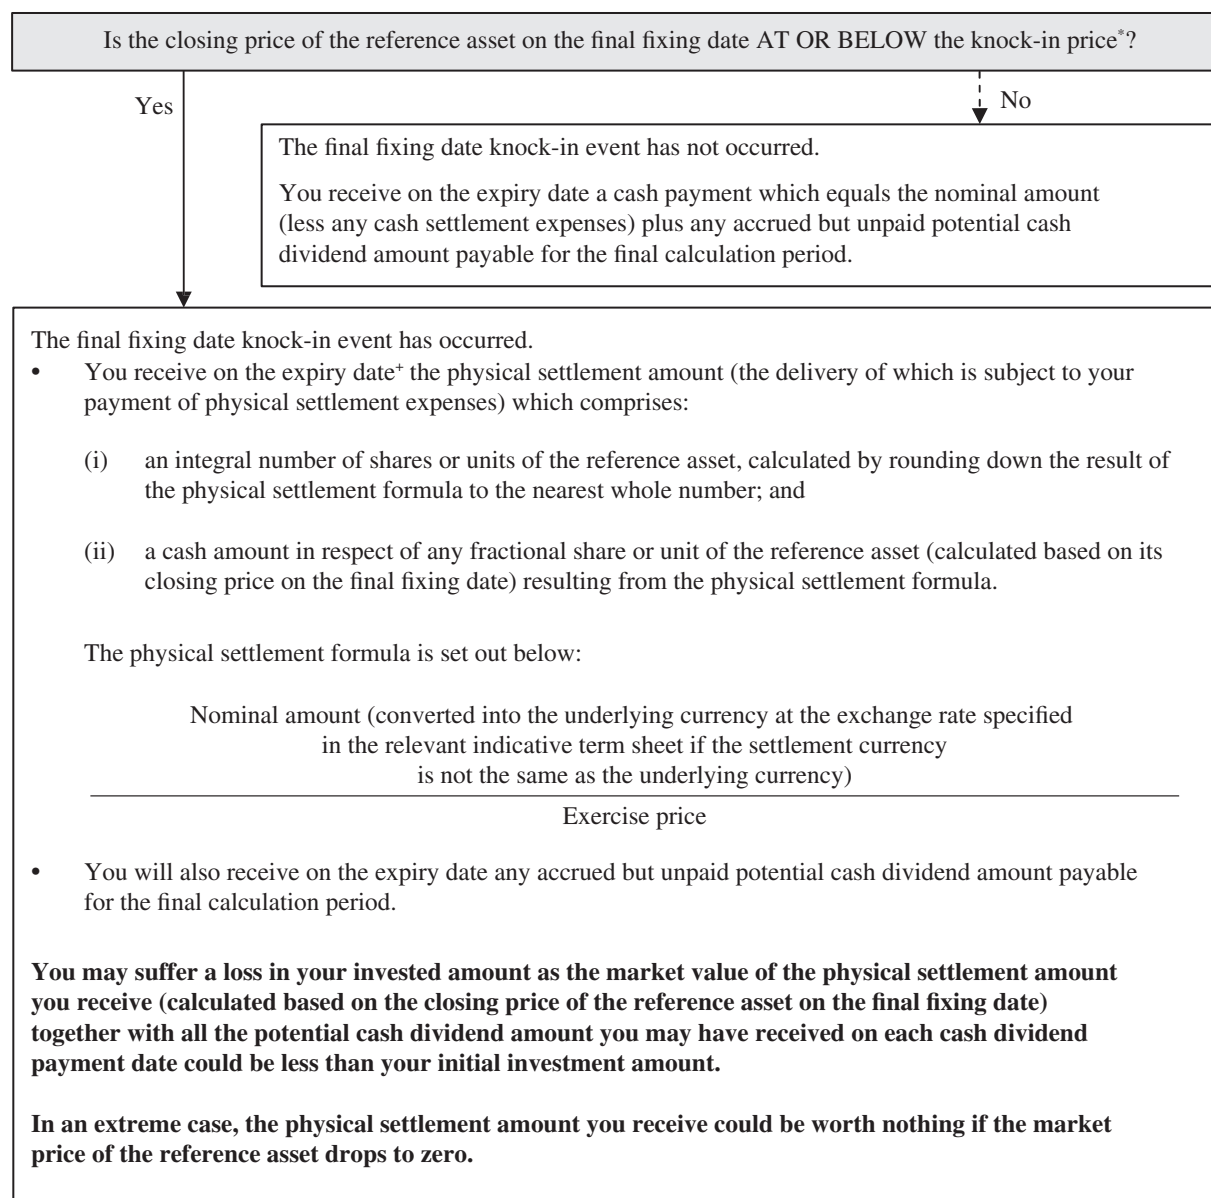 Is the closing price of the reference asset on the final fixing date AT OR BELOW the knock-in price*?
Yes
No
The final fixing date knock-in event has not occurred.
You receive on the expiry date a cash payment which equals the nominal amount
(less any cash settlement expenses) plus any accrued but unpaid potential cash
dividend amount payable for the final calculation period.
The final fixing date knock-in event has occurred.
• You receive on the expiry date+ the physical settlement amount (the delivery of which is subject to your
payment of physical settlement expenses) which comprises:
(i) an integral number of shares or units of the reference asset, calculated by rounding down the result of
the physical settlement formula to the nearest whole number; and
(ii) a cash amount in respect of any fractional share or unit of the reference asset (calculated based on its
closing price on the final fixing date) resulting from the physical settlement formula.
The physical settlement formula is set out below:
Nominal amount (converted into the underlying currency at the exchange rate specified
in the relevant indicative term sheet if the settlement currency
is not the same as the underlying currency)
Exercise price
• You will also receive on the expiry date any accrued but unpaid potential cash dividend amount payable
for the final calculation period.
You may suffer a loss in your invested amount as the market value of the physical settlement amount
you receive (calculated based on the closing price of the reference asset on the final fixing date)
together with all the potential cash dividend amount you may have received on each cash dividend
payment date could be less than your initial investment amount.
In an extreme case, the physical settlement amount you receive could be worth nothing if the market
price of the reference asset drops to zero.